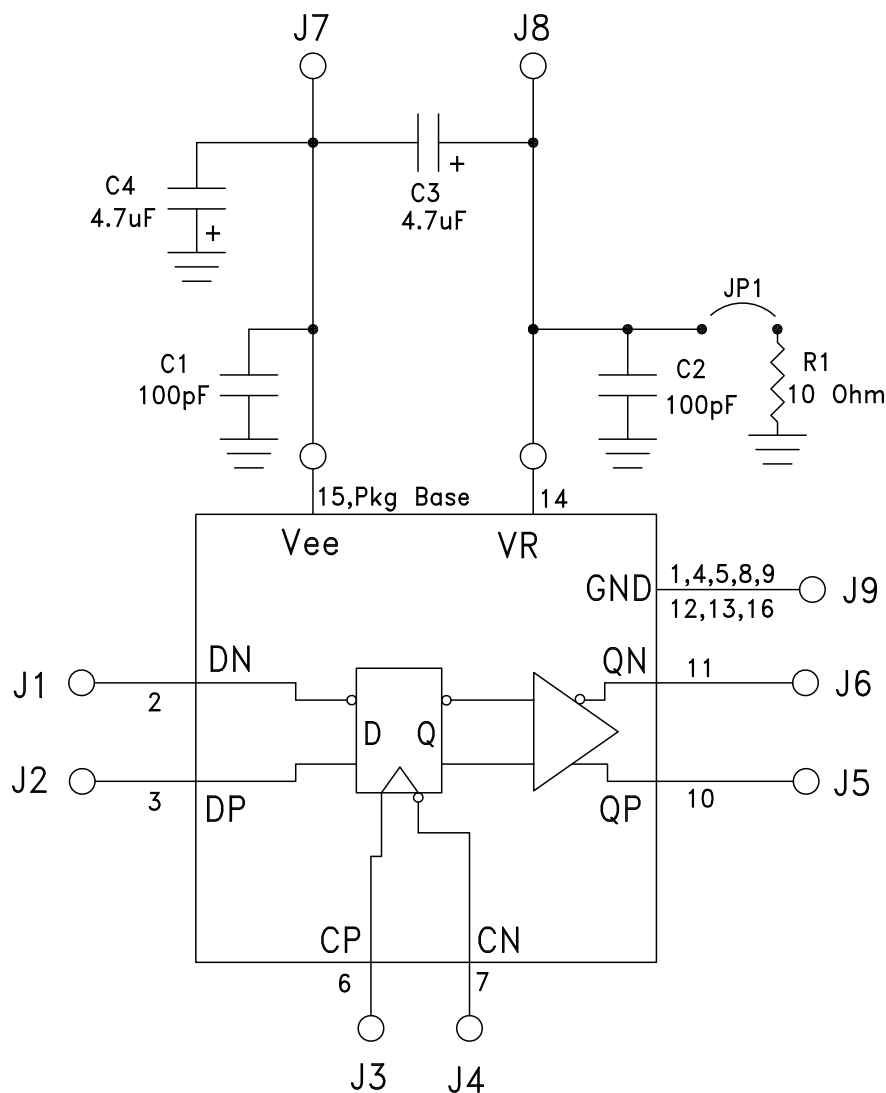 J7
J8
C4
4.7uF
+
+
C3
4.7uF
JP1
C1
100pF
C2
100pF
R1
10 Ohm
15,Pkg Base
14
Vee
VR
GND
1,4,5,8,9
12,13,16
J9
J1
DN
2
QN
11
J6
D
Q
J2
3
DP
QP
10
J5
CP
CN
6
7
J3
J4